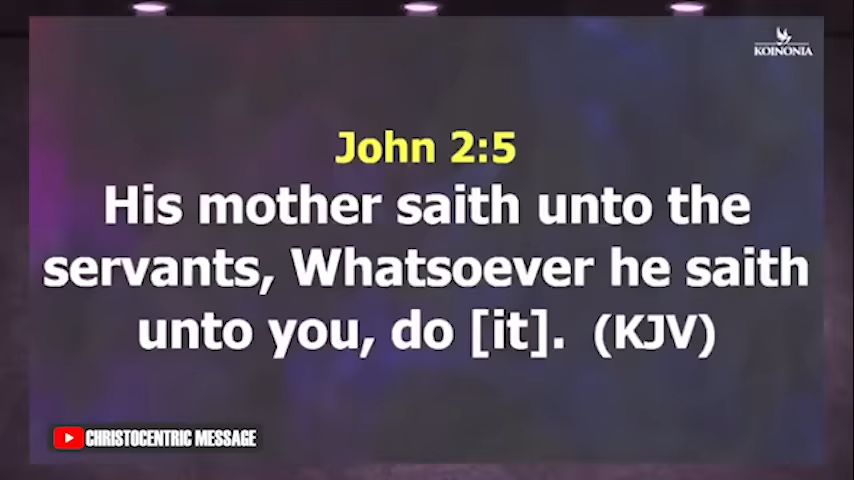 KOINONIA
John 2:5
His mother saith unto the
servants, Whatsoever he saith
unto you, do [it]. (KJV)
CHRISTOCENTRIC MESSAGE